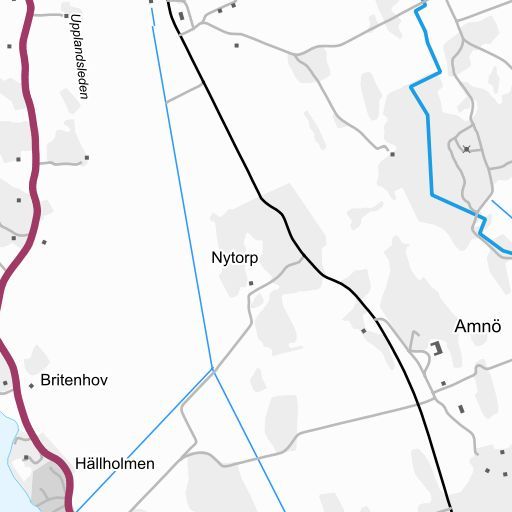 Upplandsleden
Nytorp
Amnö
Britenhov
Hällholmen